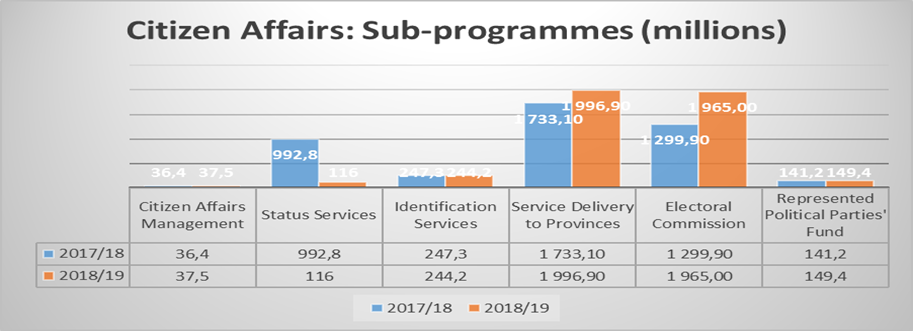 Citizen Affairs: Sub-programmes (millions)
36,4 37,5 992,8 116 247,3 244,2 1 733,10 1 996,90 1 299,90 1 965,00 141,2 149,4
Citizen Affairs Management
Status Services
Identification Services
Service Delivery to Provinces
Electoral Commission
Represented Political Parties' Fund
2017/18 36,4 992,8 247,3 1 733,10 1 299,90 141,2
2018/19 37,5 116 244,2 1 996,90 1 965,00 149,4
2017/18 2018/19